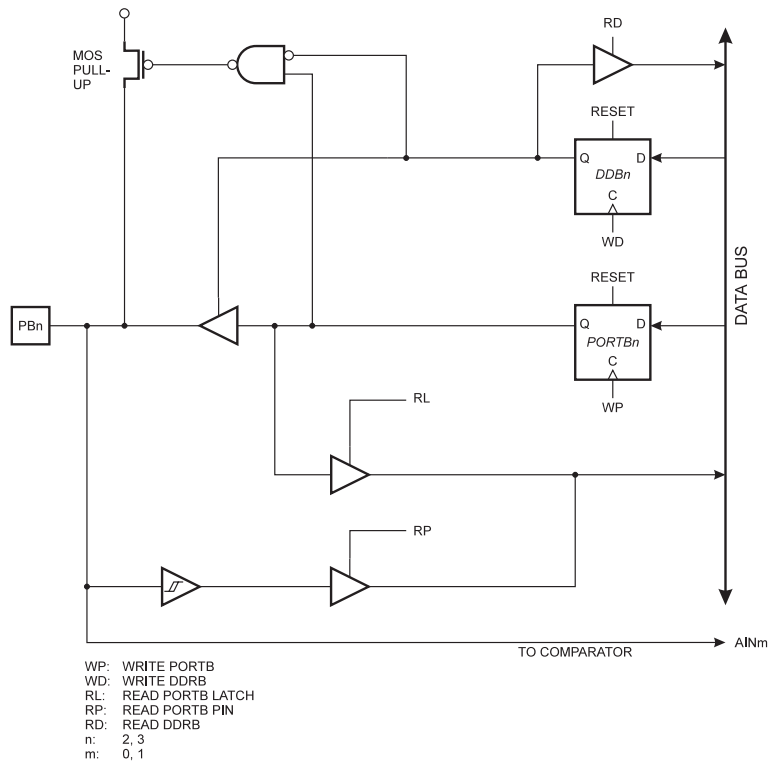 RD
MOS
PULL-
UP
RESET
Q
D
DDBn
C
WD
DATA BUS
RESET
PBn
Q
D
PORTBn
C
WP
RL
RP
TO COMPARATOR
AINm
WP: WRITE PORTB
WD: WRITE DDRB
RL: READ PORTB LATCH
RP: READ PORTB PIN
RD: READ DDRB
n: 2, 3
m: 0, 1